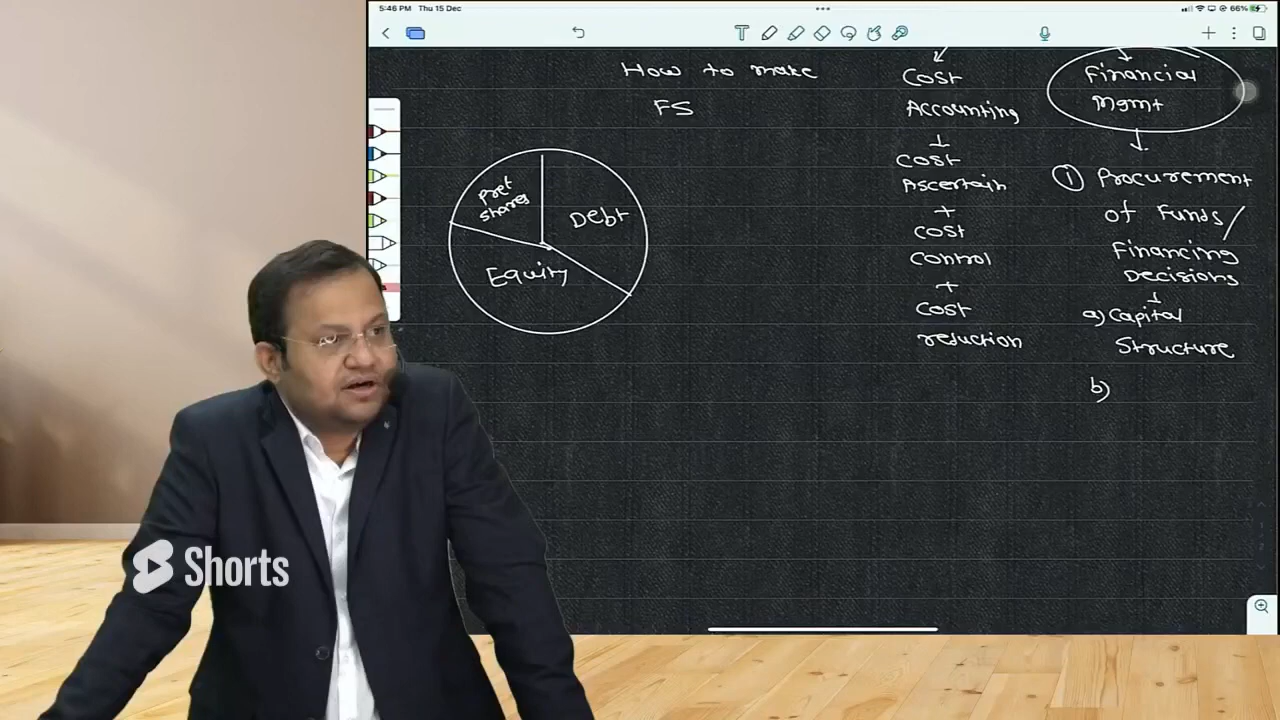 5:46 PM Thu 15 Dec
66%
T
How to make
FS
Pref
shares
Debt
Equity
Cost
Accounting
Cost
Ascertain
+
Cost
control
+
Cost
reduction
Financial
Mgmt
① Procurement
of Funds/
Financing
Decisions
a) Capital
Structure
b)
Shorts